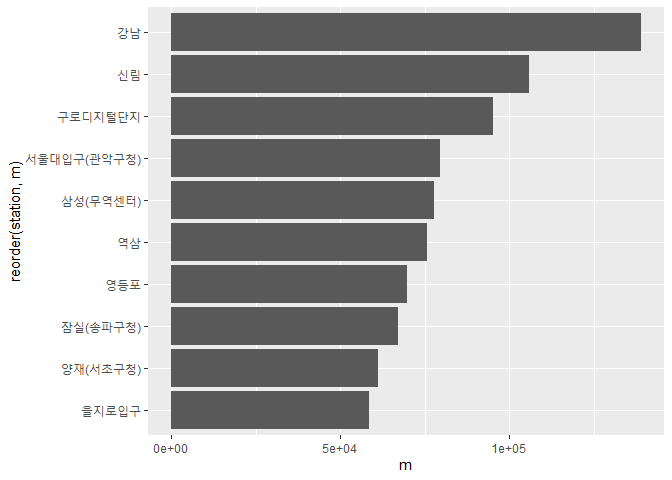 강남
신림
구로디지털단지
서울대입구(관악구청)
삼성(무역센터)
역삼
영등포
잠실(송파구청)
양재(서초구청)
을지로입구
reorder(station, m)
0e+00 5e+04 1e+05
m